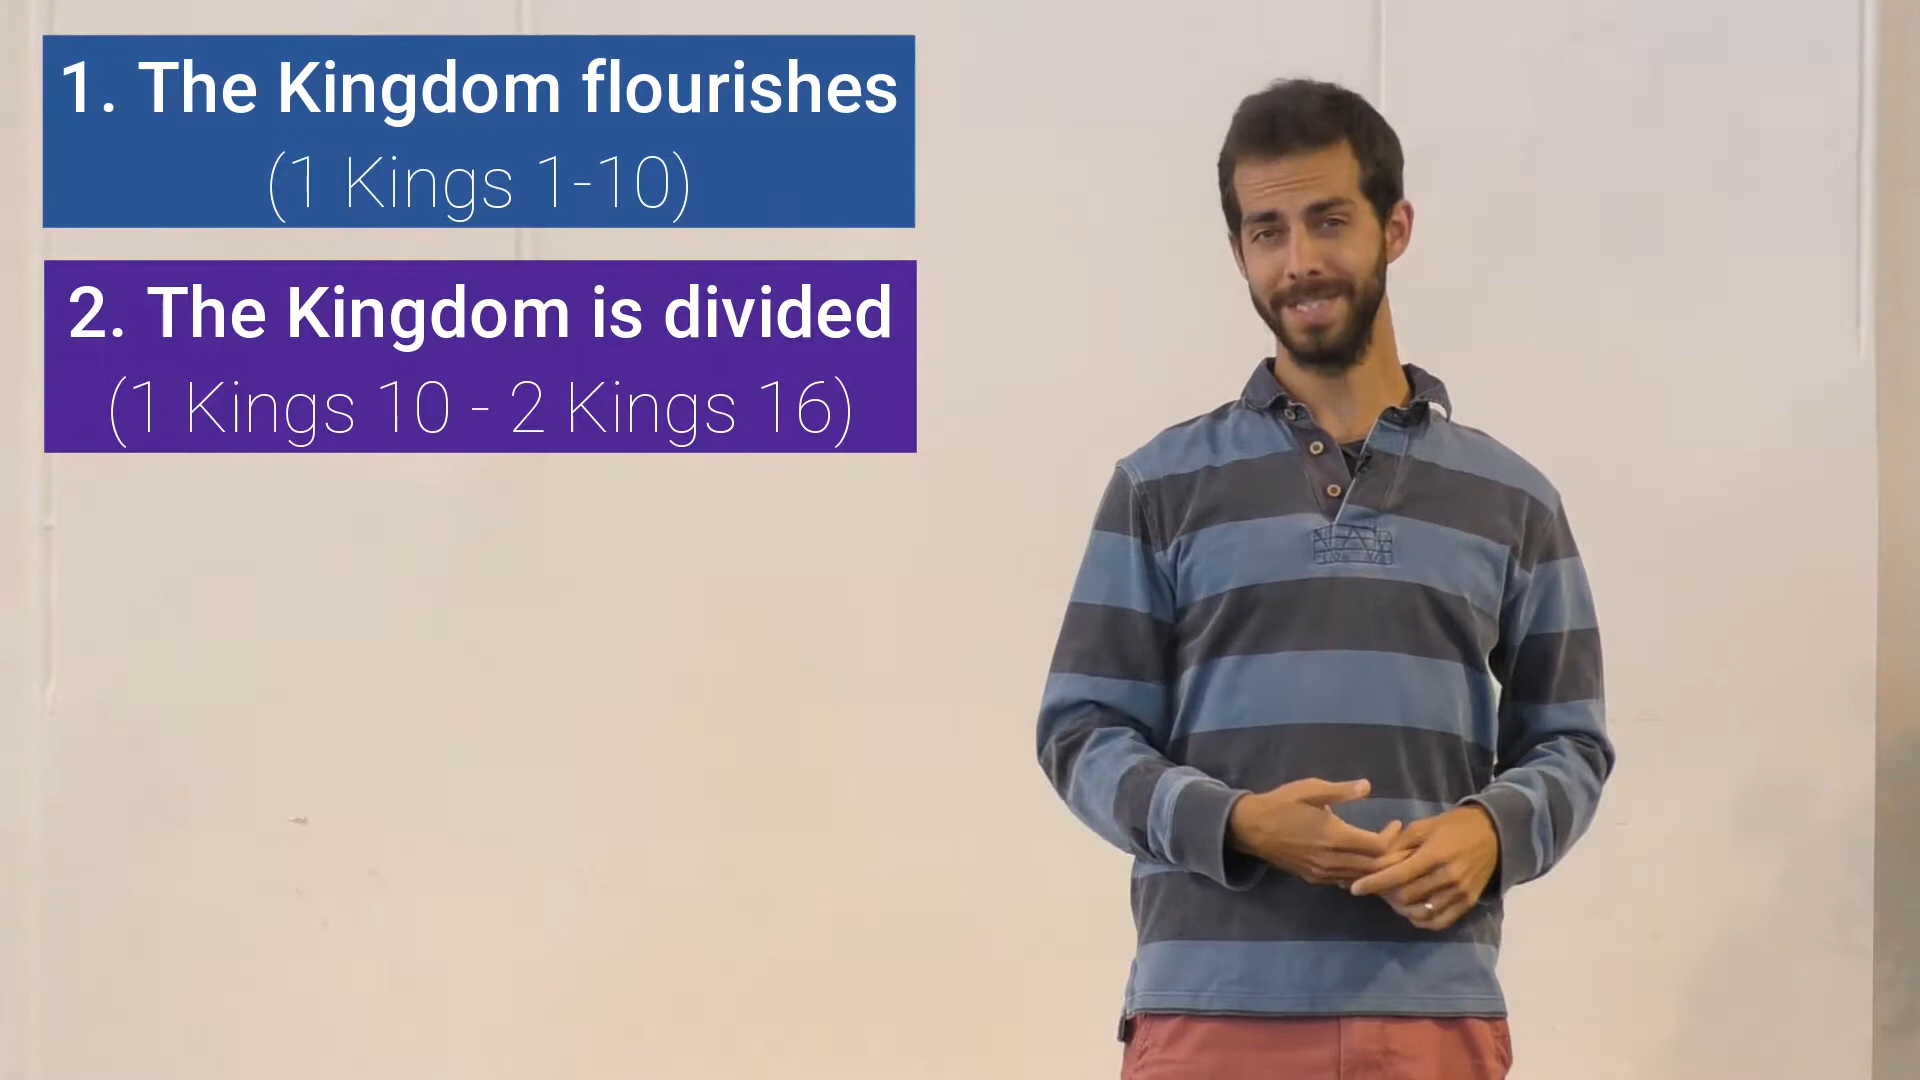 1. The Kingdom flourishes
(1 Kings 1-10)
2. The Kingdom is divided
(1 Kings 10 - 2 Kings 16)